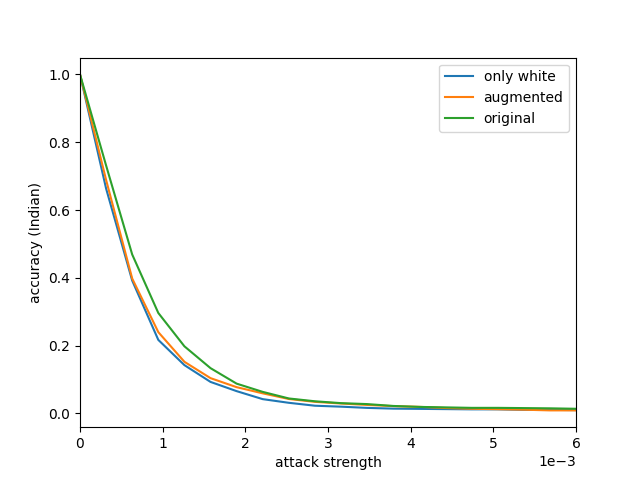 only white
augmented
original
1.0
0.8
0.6
0.4
0.2
0.0
accuracy (Indian)
0 1 2 3 4 5 6
attack strength
1e−3